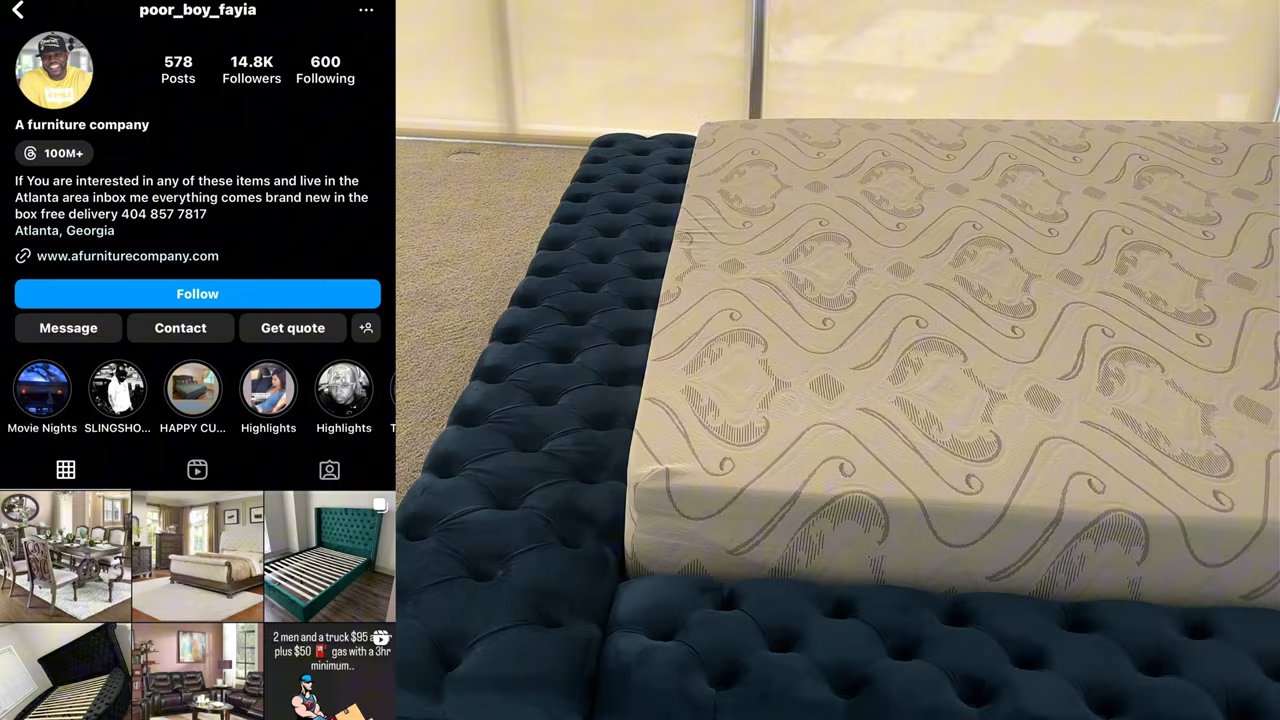 poor_boy_fayia
578
14.8K
600
Posts
Followers
Following
A furniture company
100M+
If You are interested in any of these items and live in the
Atlanta area inbox me everything comes brand new in the
box free delivery 404 857 7817
Atlanta, Georgia
www.afurniturecompany.com
Follow
Message
Contact
Get quote
Movie Nights
SLINGSHO...
HAPPY CU...
Highlights
Highlights
2 men and a truck $95
plus $50 gas with a 3hr
minimum..